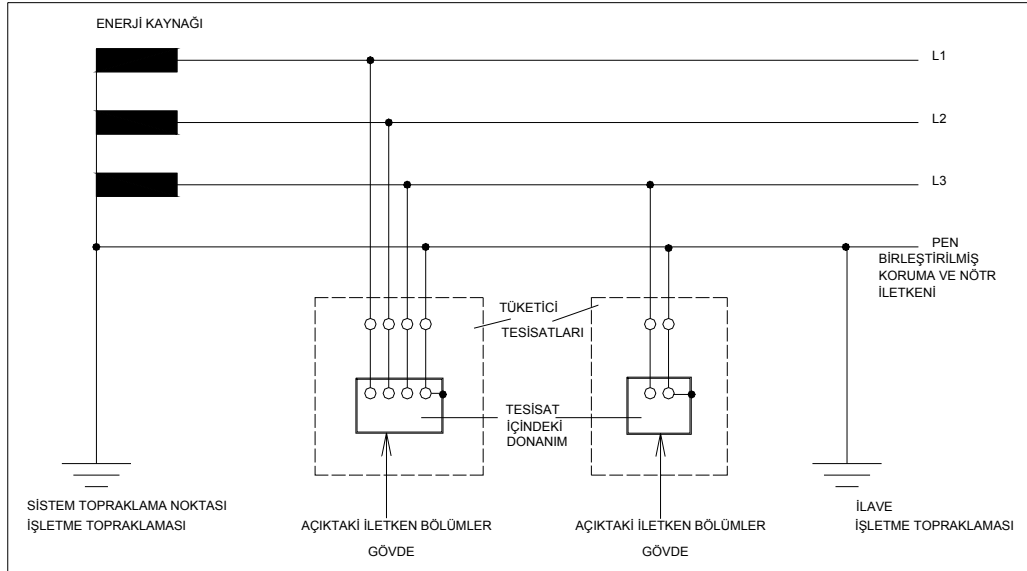 ENERJİ KAYNAĞI
L1
L2
L3
PEN
BİRLEŞTİRİLMİŞ
KORUMA VE NÖTR
İLETKENİ
TÜKETİCİ
TESİSATLARI
TESİSAT
İÇİNDEKİ
DONANIM
SİSTEM TOPRAKLAMA NOKTASI
İŞLETME TOPRAKLAMASI
AÇIKTAKİ İLETKEN BÖLÜMLER
GÖVDE
AÇIKTAKİ İLETKEN BÖLÜMLER
GÖVDE
İLAVE
İŞLETME TOPRAKLAMASI